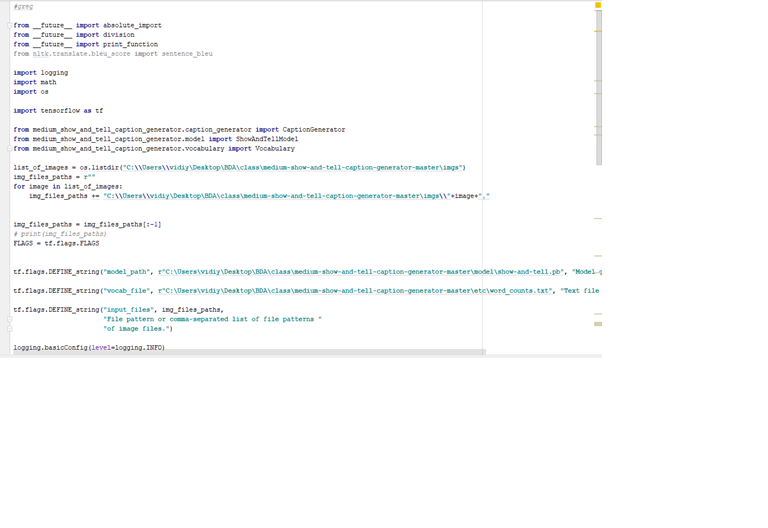 #greg
from __future__ import absolute_import
from __future__ import division
from __future__ import print_function
from nltk.translate.bleu_score import sentence_bleu
import logging
import math
import os
import tensorflow as tf
from medium_show_and_tell_caption_generator.caption_generator import CaptionGenerator
from medium_show_and_tell_caption_generator.model import ShowAndTellModel
from medium_show_and_tell_caption_generator.vocabulary import Vocabulary
list_of_images = os.listdir("C:\\Users\\vidiy\Desktop\BDA\class\medium-show-and-tell-caption-generator-master\imgs")
img_files_paths = r""
for image in list_of_images:
    img_files_paths += "C:\\Users\\vidiy\Desktop\BDA\class\medium-show-and-tell-caption-generator-master\imgs\\"+image+","
img_files_paths = img_files_paths[:-1]
# print(img_files_paths)
FLAGS = tf.flags.FLAGS
tf.flags.DEFINE_string("model_path", r"C:\Users\vidiy\Desktop\BDA\class\medium-show-and-tell-caption-generator-master\model\show-and-tell.pb", "Model g
tf.flags.DEFINE_string("vocab_file", r"C:\Users\vidiy\Desktop\BDA\class\medium-show-and-tell-caption-generator-master\etc\word_counts.txt", "Text file
tf.flags.DEFINE_string("input_files", img_files_paths,
                       "File pattern or comma-separated list of file patterns "
                       "of image files.")
logging.basicConfig(level=logging.INFO)